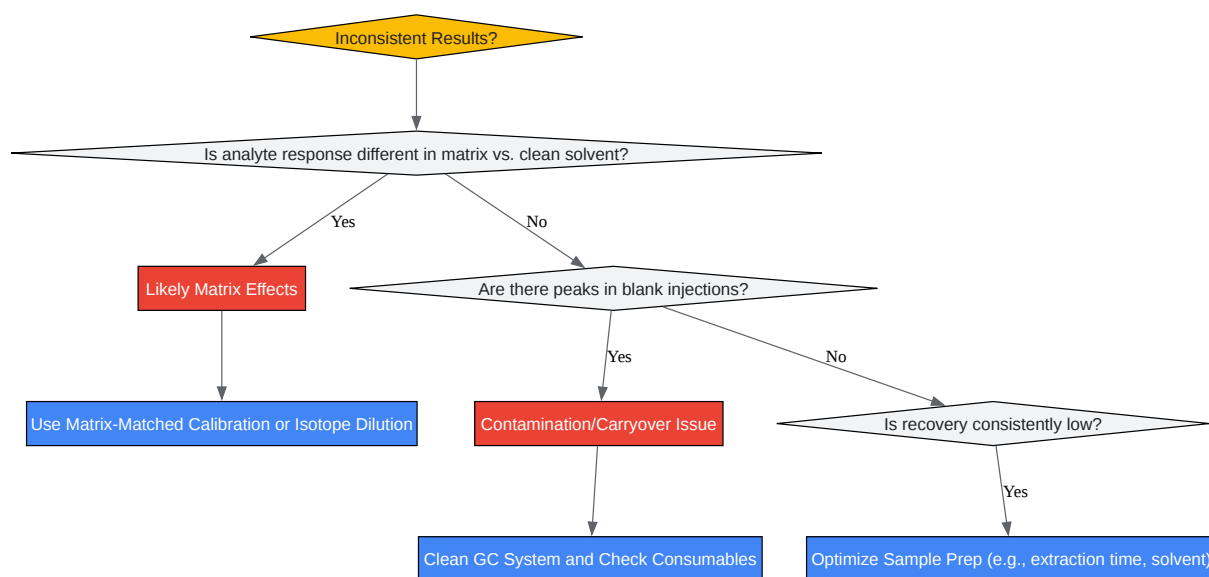 Inconsistent Results?
Is analyte response different in matrix vs. clean solvent?
Yes
No
Likely Matrix Effects
Are there peaks in blank injections?
Yes
No
Use Matrix-Matched Calibration or Isotope Dilution
Contamination/Carryover Issue
Is recovery consistently low?
Yes
Clean GC System and Check Consumables
Optimize Sample Prep (e.g., extraction time, solvent)